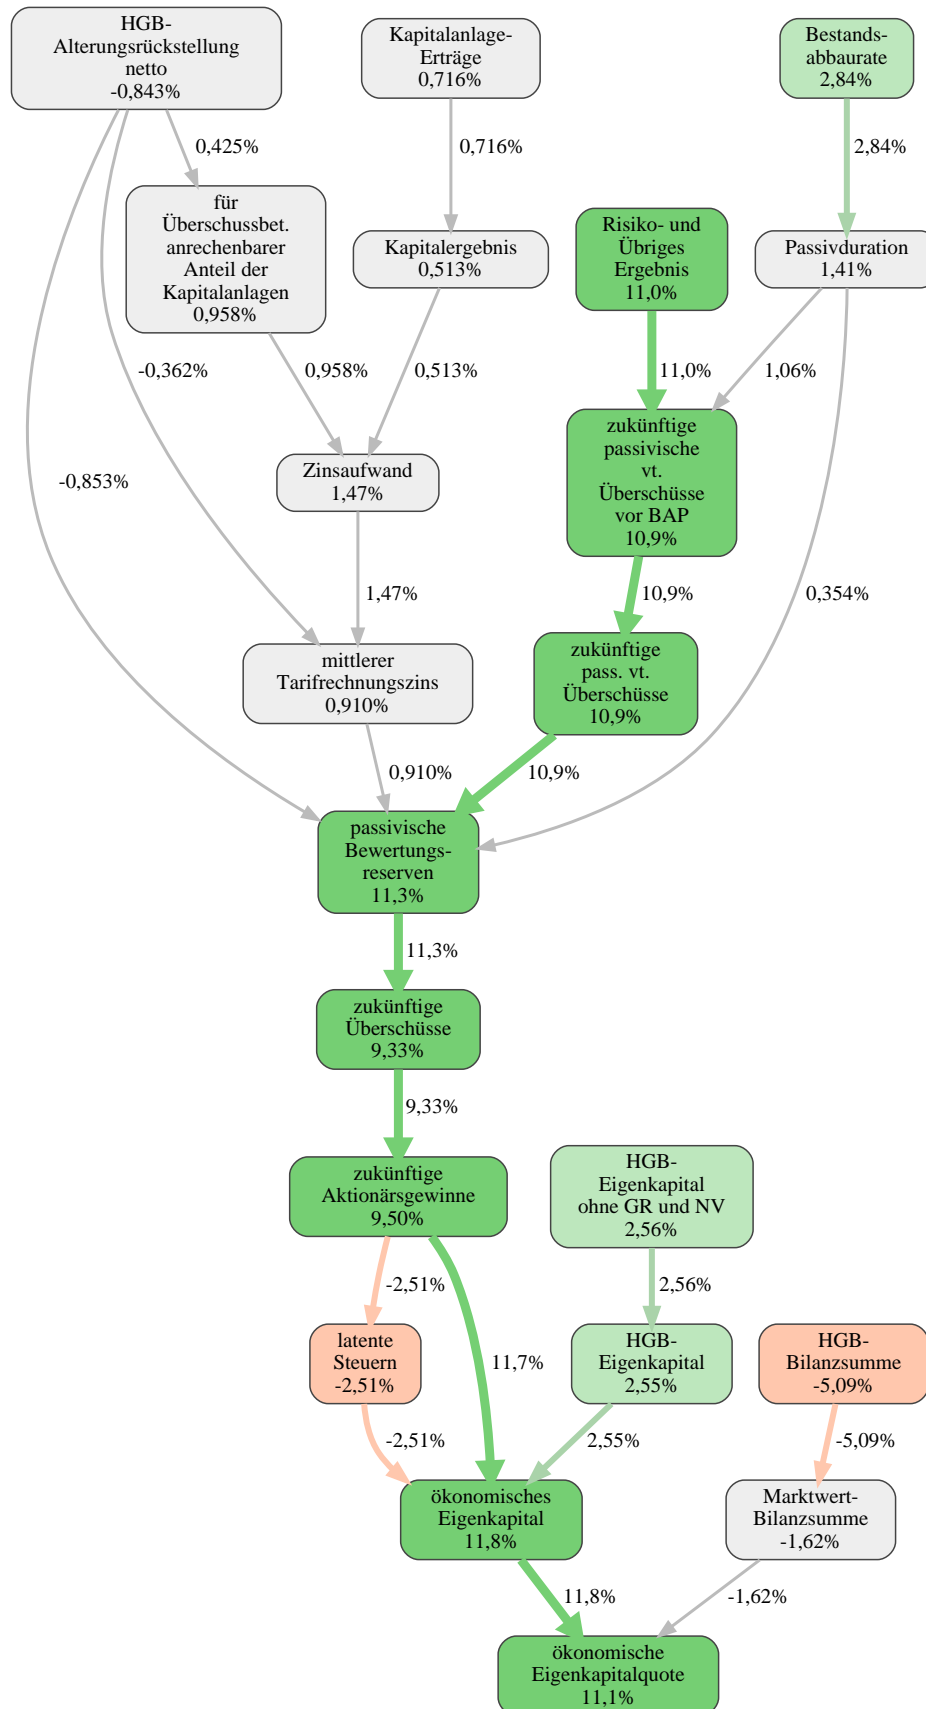 HGB-
Alterungsrückstellung
netto
-0,843%
Kapitalanlage-
Erträge
0,716%
Bestands-
abbaurate
2,84%
0,425%
0,716%
2,84%
für
Überschussbet.
anrechenbarer
Anteil der
Kapitalanlagen
0,958%
Kapitalergebnis
0,513%
Risiko- und
Übriges
Ergebnis
11,0%
Passivduration
1,41%
-0,362%
0,958%
0,513%
11,0%
1,06%
-0,853%
Zinsaufwand
1,47%
zukünftige
passivische
vt.
Überschüsse
vor BAP
10,9%
1,47%
10,9%
0,354%
mittlerer
Tarifrechnungszins
0,910%
zukünftige
pass. vt.
Überschüsse
10,9%
0,910%
10,9%
passivische
Bewertungs-
reserven
11,3%
11,3%
zukünftige
Überschüsse
9,33%
9,33%
zukünftige
Aktionärsgewinne
9,50%
HGB-
Eigenkapital
ohne GR und NV
2,56%
-2,51%
2,56%
latente
Steuern
-2,51%
11,7%
HGB-
Eigenkapital
2,55%
HGB-
Bilanzsumme
-5,09%
-2,51%
2,55%
-5,09%
ökonomisches
Eigenkapital
11,8%
Marktwert-
Bilanzsumme
-1,62%
11,8%
-1,62%
ökonomische
Eigenkapitalquote
11,1%